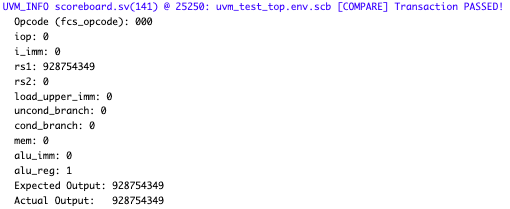 UVM_INFO scoreboard.sv(141) @ 25250: uvm_test_top.env.scb [COMPARE] Transaction PASSED!
Opcode (fcs_opcode): 000
iop: 0
i_imm: 0
rs1: 928754349
rs2: 0
load_upper_imm: 0
uncond_branch: 0
cond_branch: 0
mem: 0
alu_imm: 0
alu_reg: 1
Expected Output: 928754349
Actual Output:   928754349